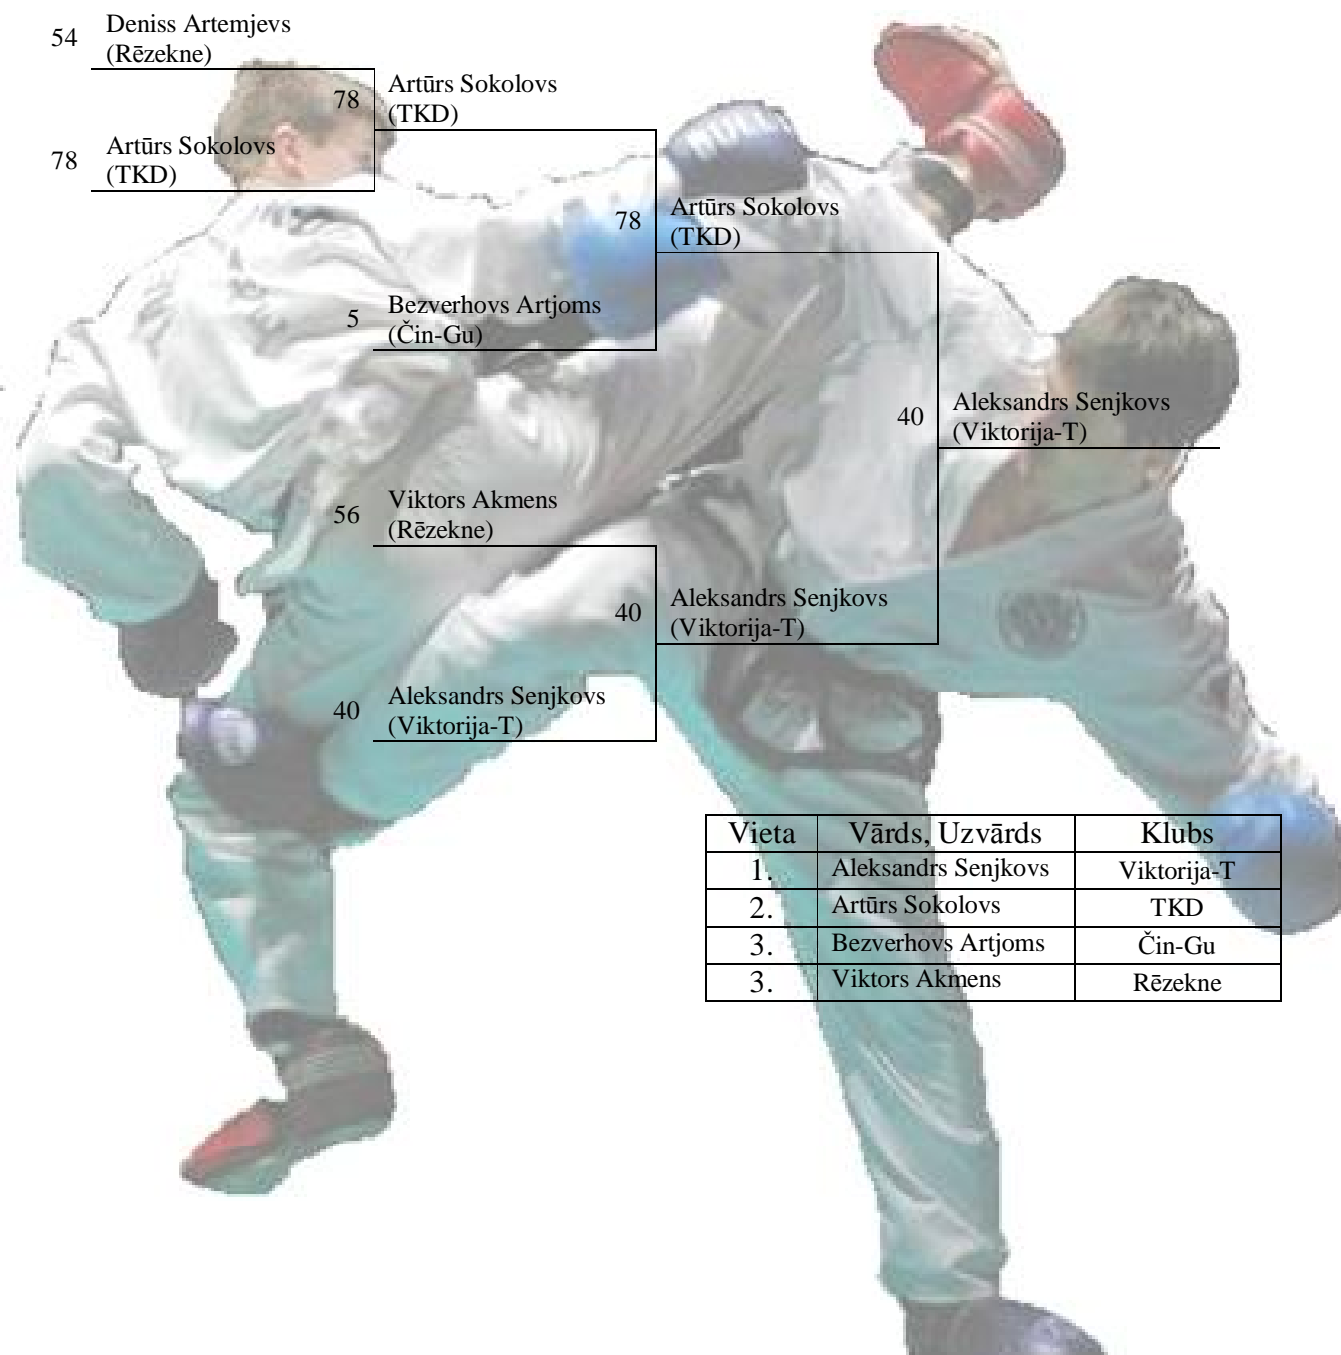 54 Deniss Artemjevs
(Rēzekne)
78 Artūrs Sokolovs
(TKD)
78 Artūrs Sokolovs
(TKD)
78 Artūrs Sokolovs
(TKD)
5 Bezverhovs Artjoms
(Čin-Gu)
40 Aleksandrs Senjkovs
(Viktorija-T)
56 Viktors Akmens
(Rēzekne)
40 Aleksandrs Senjkovs
(Viktorija-T)
40 Aleksandrs Senjkovs
(Viktorija-T)
Vieta Vārds, Uzvārds Klubs
1. Aleksandrs Senjkovs Viktorija-T
2. Artūrs Sokolovs TKD
3. Bezverhovs Artjoms Čin-Gu
3. Viktors Akmens Rēzekne